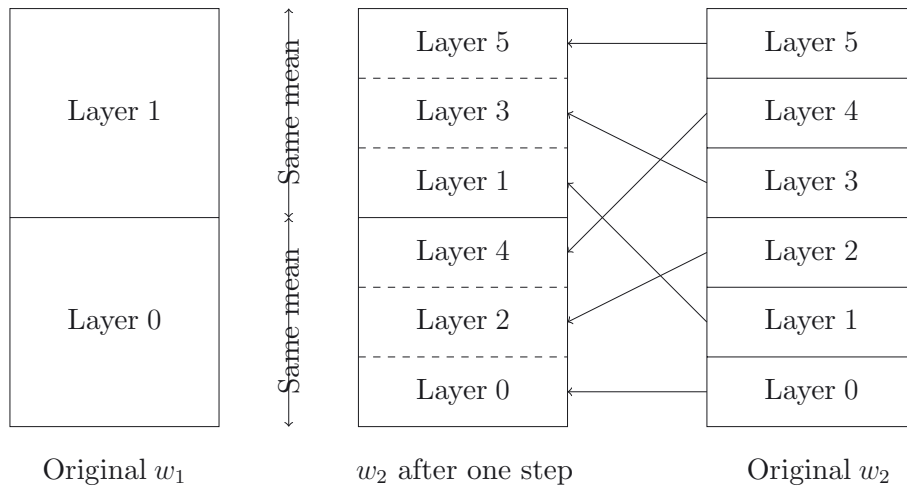 Layer 1
Layer 0
Original w₁
Same mean
Same mean
Layer 5
Layer 3
Layer 1
Layer 4
Layer 2
Layer 0
w₂ after one step
Layer 5
Layer 4
Layer 3
Layer 2
Layer 1
Layer 0
Original w₂